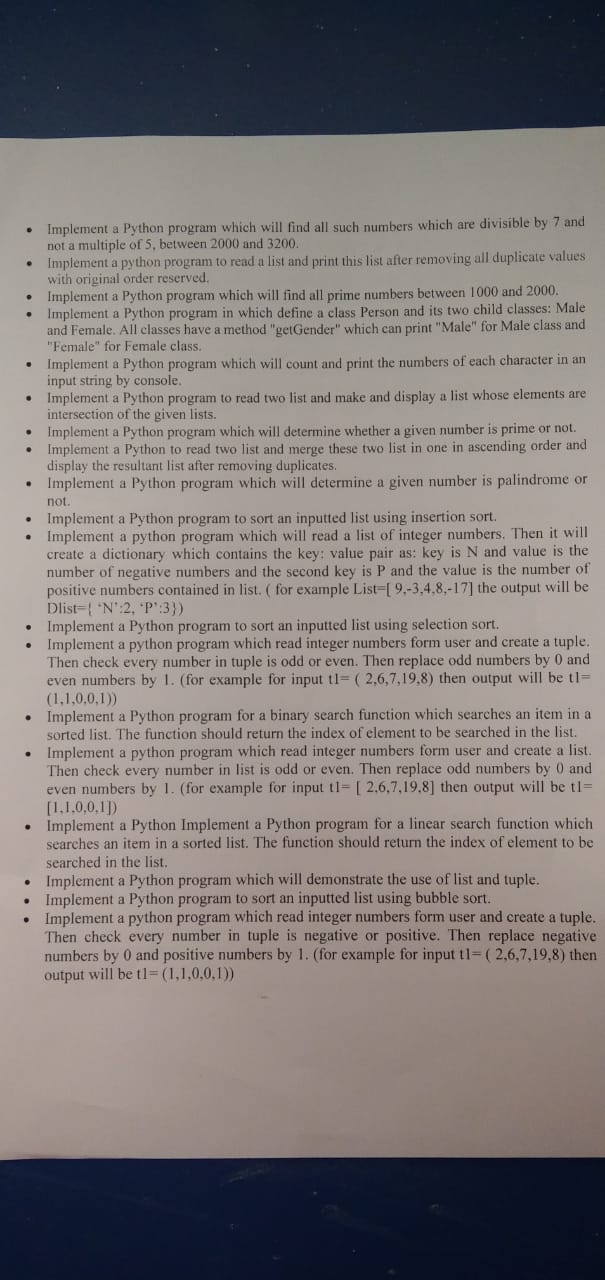 • Implement a Python program which will find all such numbers which are divisible by 7 and
not a multiple of 5, between 2000 and 3200.
• Implement a python program to read a list and print this list after removing all duplicate values
with original order reserved.
• Implement a Python program which will find all prime numbers between 1000 and 2000.
• Implement a Python program in which define a class Person and its two child classes: Male
and Female. All classes have a method "getGender" which can print "Male" for Male class and
"Female" for Female class.
• Implement a Python program which will count and print the numbers of each character in an
input string by console.
• Implement a Python program to read two list and make and display a list whose elements are
intersection of the given lists.
• Implement a Python program which will determine whether a given number is prime or not.
• Implement a Python to read two list and merge these two list in one in ascending order and
display the resultant list after removing duplicates.
• Implement a Python program which will determine a given number is palindrome or
not.
• Implement a Python program to sort an inputted list using insertion sort.
• Implement a python program which will read a list of integer numbers. Then it will
create a dictionary which contains the key: value pair as: key is N and value is the
number of negative numbers and the second key is P and the value is the number of
positive numbers contained in list. ( for example List=[ 9,-3,4,8,-17] the output will be
Dlist={ ‘N’:2, ‘P’:3})
• Implement a Python program to sort an inputted list using selection sort.
• Implement a python program which read integer numbers form user and create a tuple.
Then check every number in tuple is odd or even. Then replace odd numbers by 0 and
even numbers by 1. (for example for input t1= ( 2,6,7,19,8) then output will be t1=
(1,1,0,0,1))
• Implement a Python program for a binary search function which searches an item in a
sorted list. The function should return the index of element to be searched in the list.
• Implement a python program which read integer numbers form user and create a list.
Then check every number in list is odd or even. Then replace odd numbers by 0 and
even numbers by 1. (for example for input t1= [ 2,6,7,19,8] then output will be t1=
[1,1,0,0,1])
• Implement a Python Implement a Python program for a linear search function which
searches an item in a sorted list. The function should return the index of element to be
searched in the list.
• Implement a Python program which will demonstrate the use of list and tuple.
• Implement a Python program to sort an inputted list using bubble sort.
• Implement a python program which read integer numbers form user and create a tuple.
Then check every number in tuple is negative or positive. Then replace negative
numbers by 0 and positive numbers by 1. (for example for input t1= ( 2,6,7,19,8) then
output will be t1= (1,1,0,0,1))